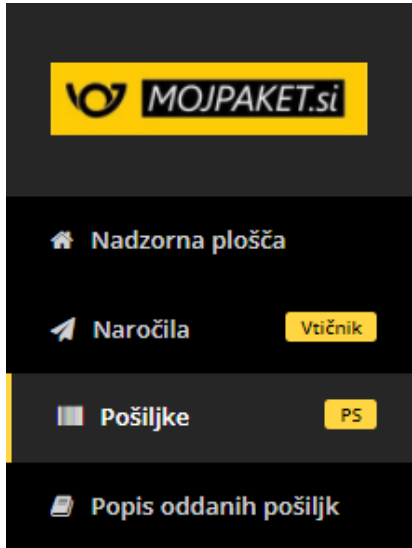 MOJPAKET.si
Nadzorna plošča
Naročila Vtičnik
Pošiljke PS
Popis oddanih pošiljk